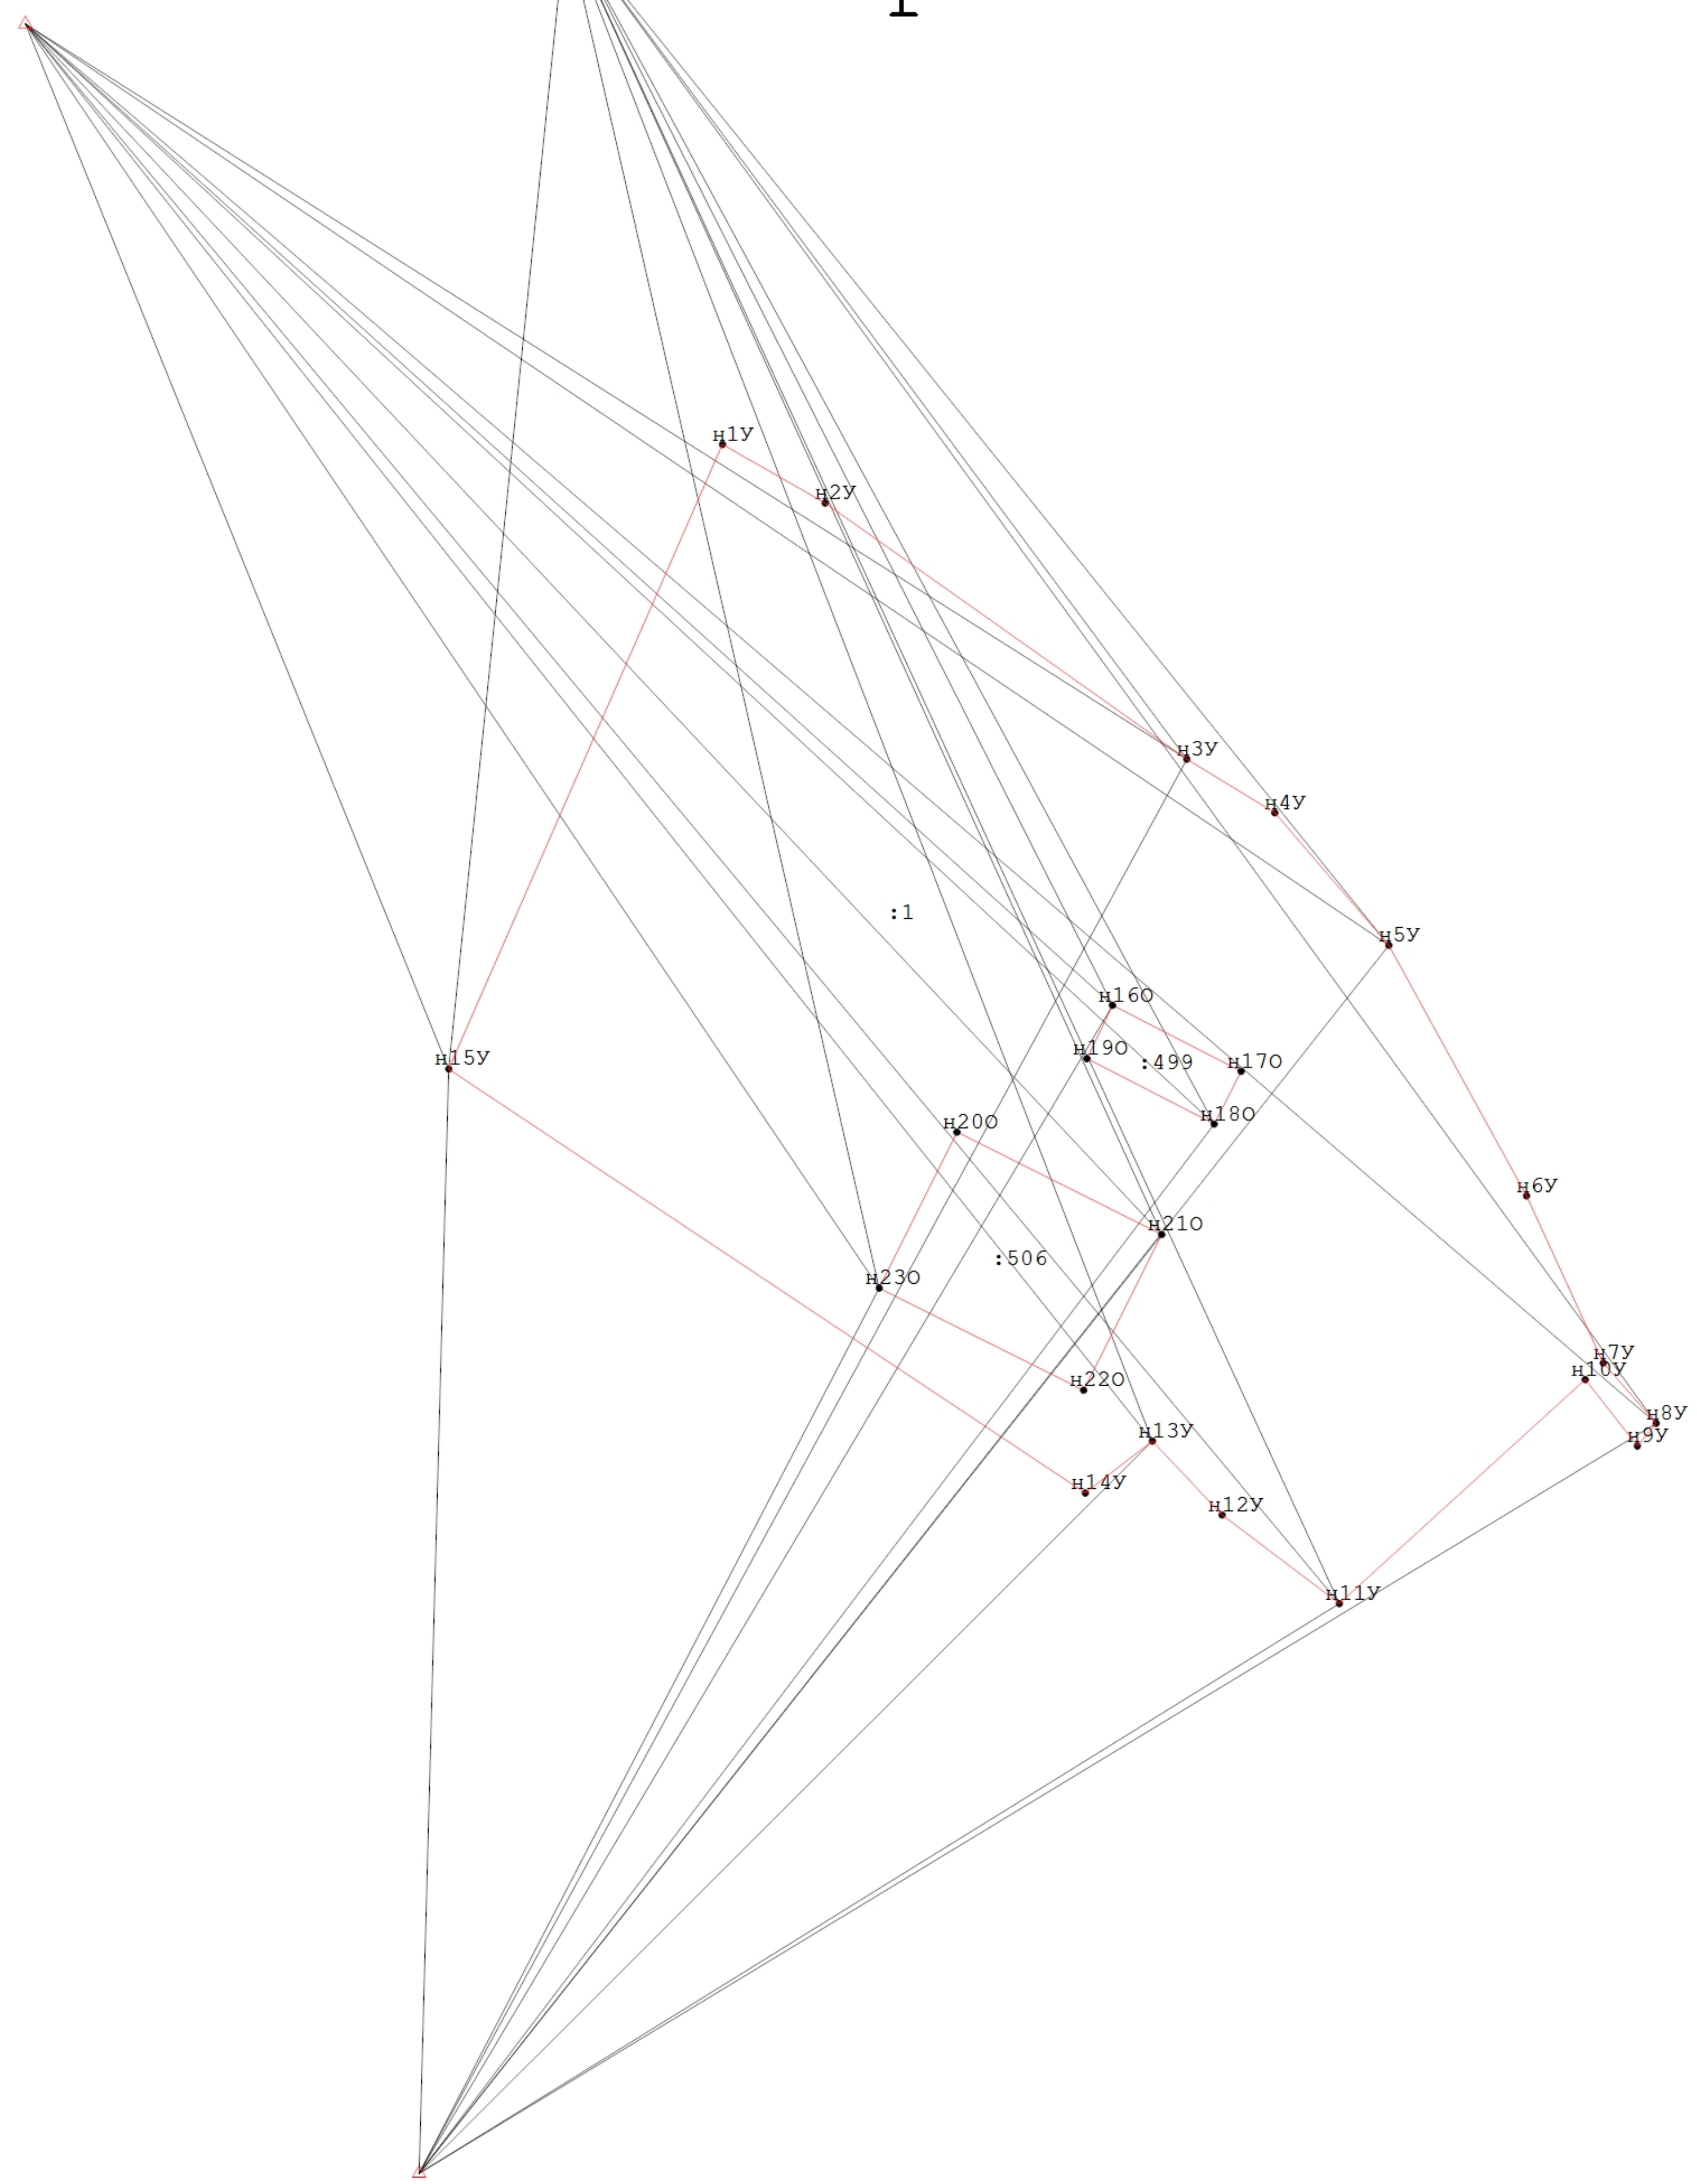 н1У
н2У
н3У
н4У
:1
н5У
н16О
н19О
:499
н17О
н15У
н18О
н20О
н6У
н21О
:506
н23О
н7У
н10У
н22О
н8У
н13У
н9У
н14У
н12У
н11У